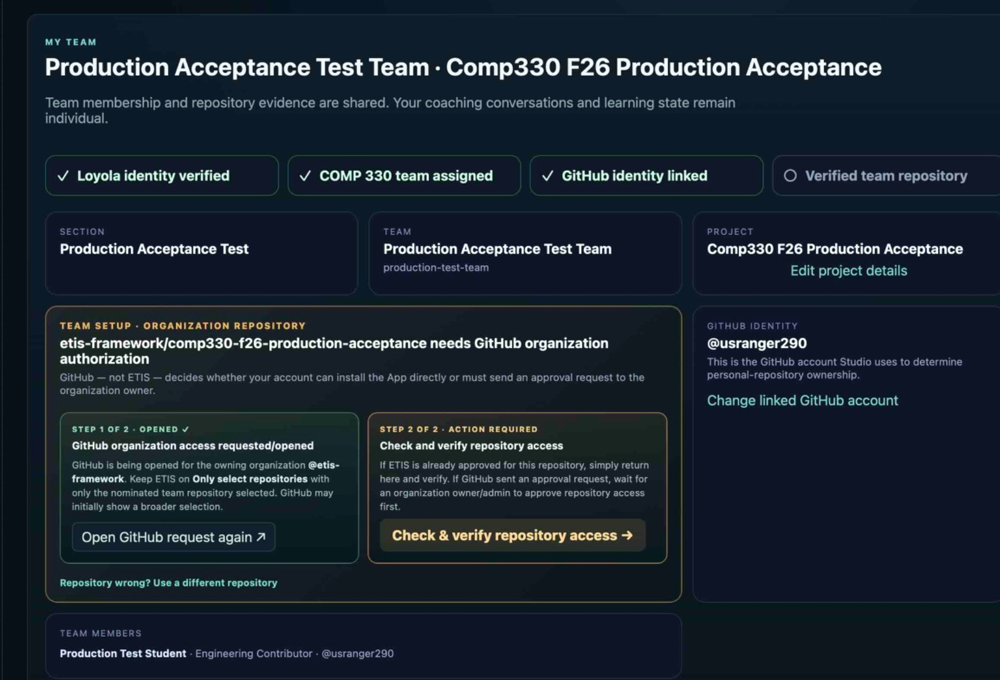 MY TEAM
Production Acceptance Test Team · Comp330 F26 Production Acceptance
Team membership and repository evidence are shared. Your coaching conversations and learning state remain
individual.
✓ Loyola identity verified
✓ COMP 330 team assigned
✓ GitHub identity linked
○ Verified team repository
SECTION
Production Acceptance Test
TEAM
Production Acceptance Test Team
production-test-team
PROJECT
Comp330 F26 Production Acceptance
Edit project details
TEAM SETUP · ORGANIZATION REPOSITORY
etis-framework/comp330-f26-production-acceptance needs GitHub organization
authorization
GitHub — not ETIS — decides whether your account can install the App directly or must send an approval request to the
organization owner.
STEP 1 OF 2 · OPENED ✓
GitHub organization access requested/opened
GitHub is being opened for the owning organization @etis-
framework. Keep ETIS on Only select repositories with
only the nominated team repository selected. GitHub may
initially show a broader selection.
Open GitHub request again ↗
STEP 2 OF 2 · ACTION REQUIRED
Check and verify repository access
If ETIS is already approved for this repository, simply return
here and verify. If GitHub sent an approval request, wait for
an organization owner/admin to approve repository access
first.
Check & verify repository access →
Repository wrong? Use a different repository
GITHUB IDENTITY
@usranger290
This is the GitHub account Studio uses to determine
personal-repository ownership.
Change linked GitHub account
TEAM MEMBERS
Production Test Student · Engineering Contributor · @usranger290